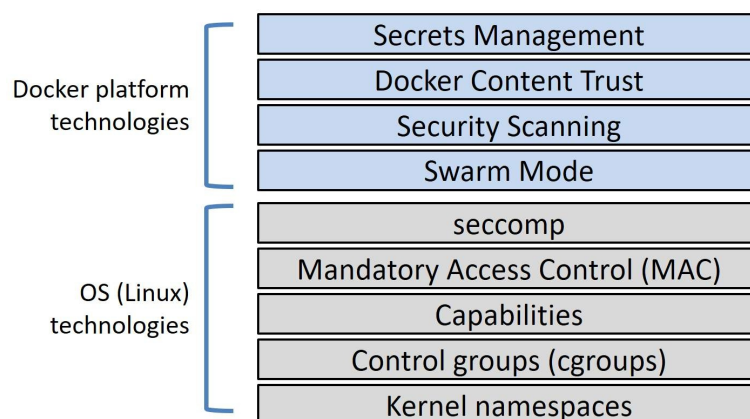 Docker platform
technologies
Secrets Management
Docker Content Trust
Security Scanning
Swarm Mode
OS (Linux)
technologies
seccomp
Mandatory Access Control (MAC)
Capabilities
Control groups (cgroups)
Kernel namespaces